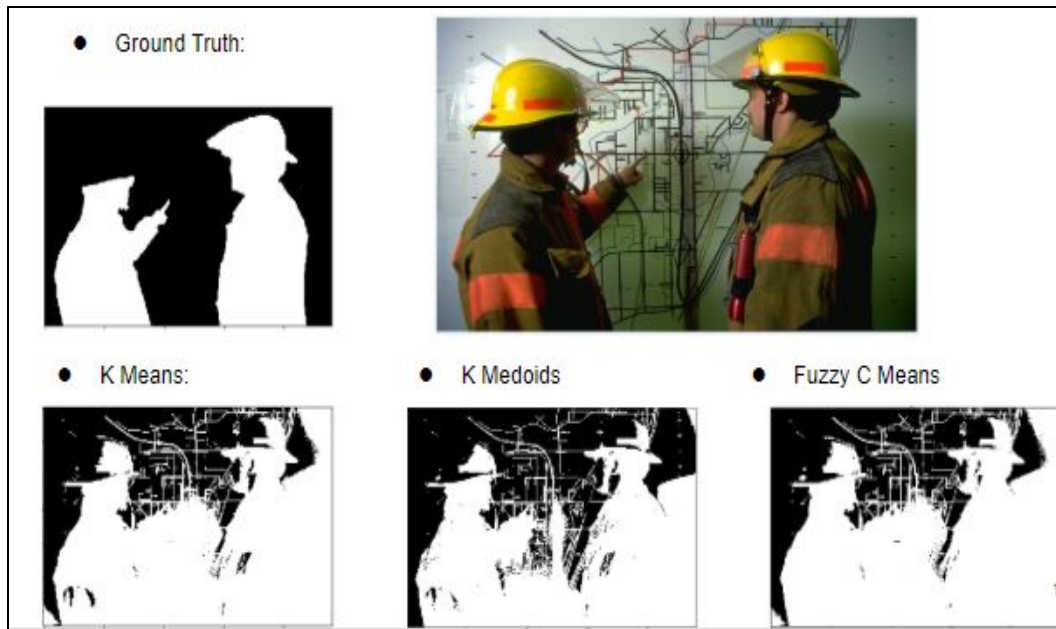 ● Ground Truth:
● K Means:
● K Medoids
● Fuzzy C Means